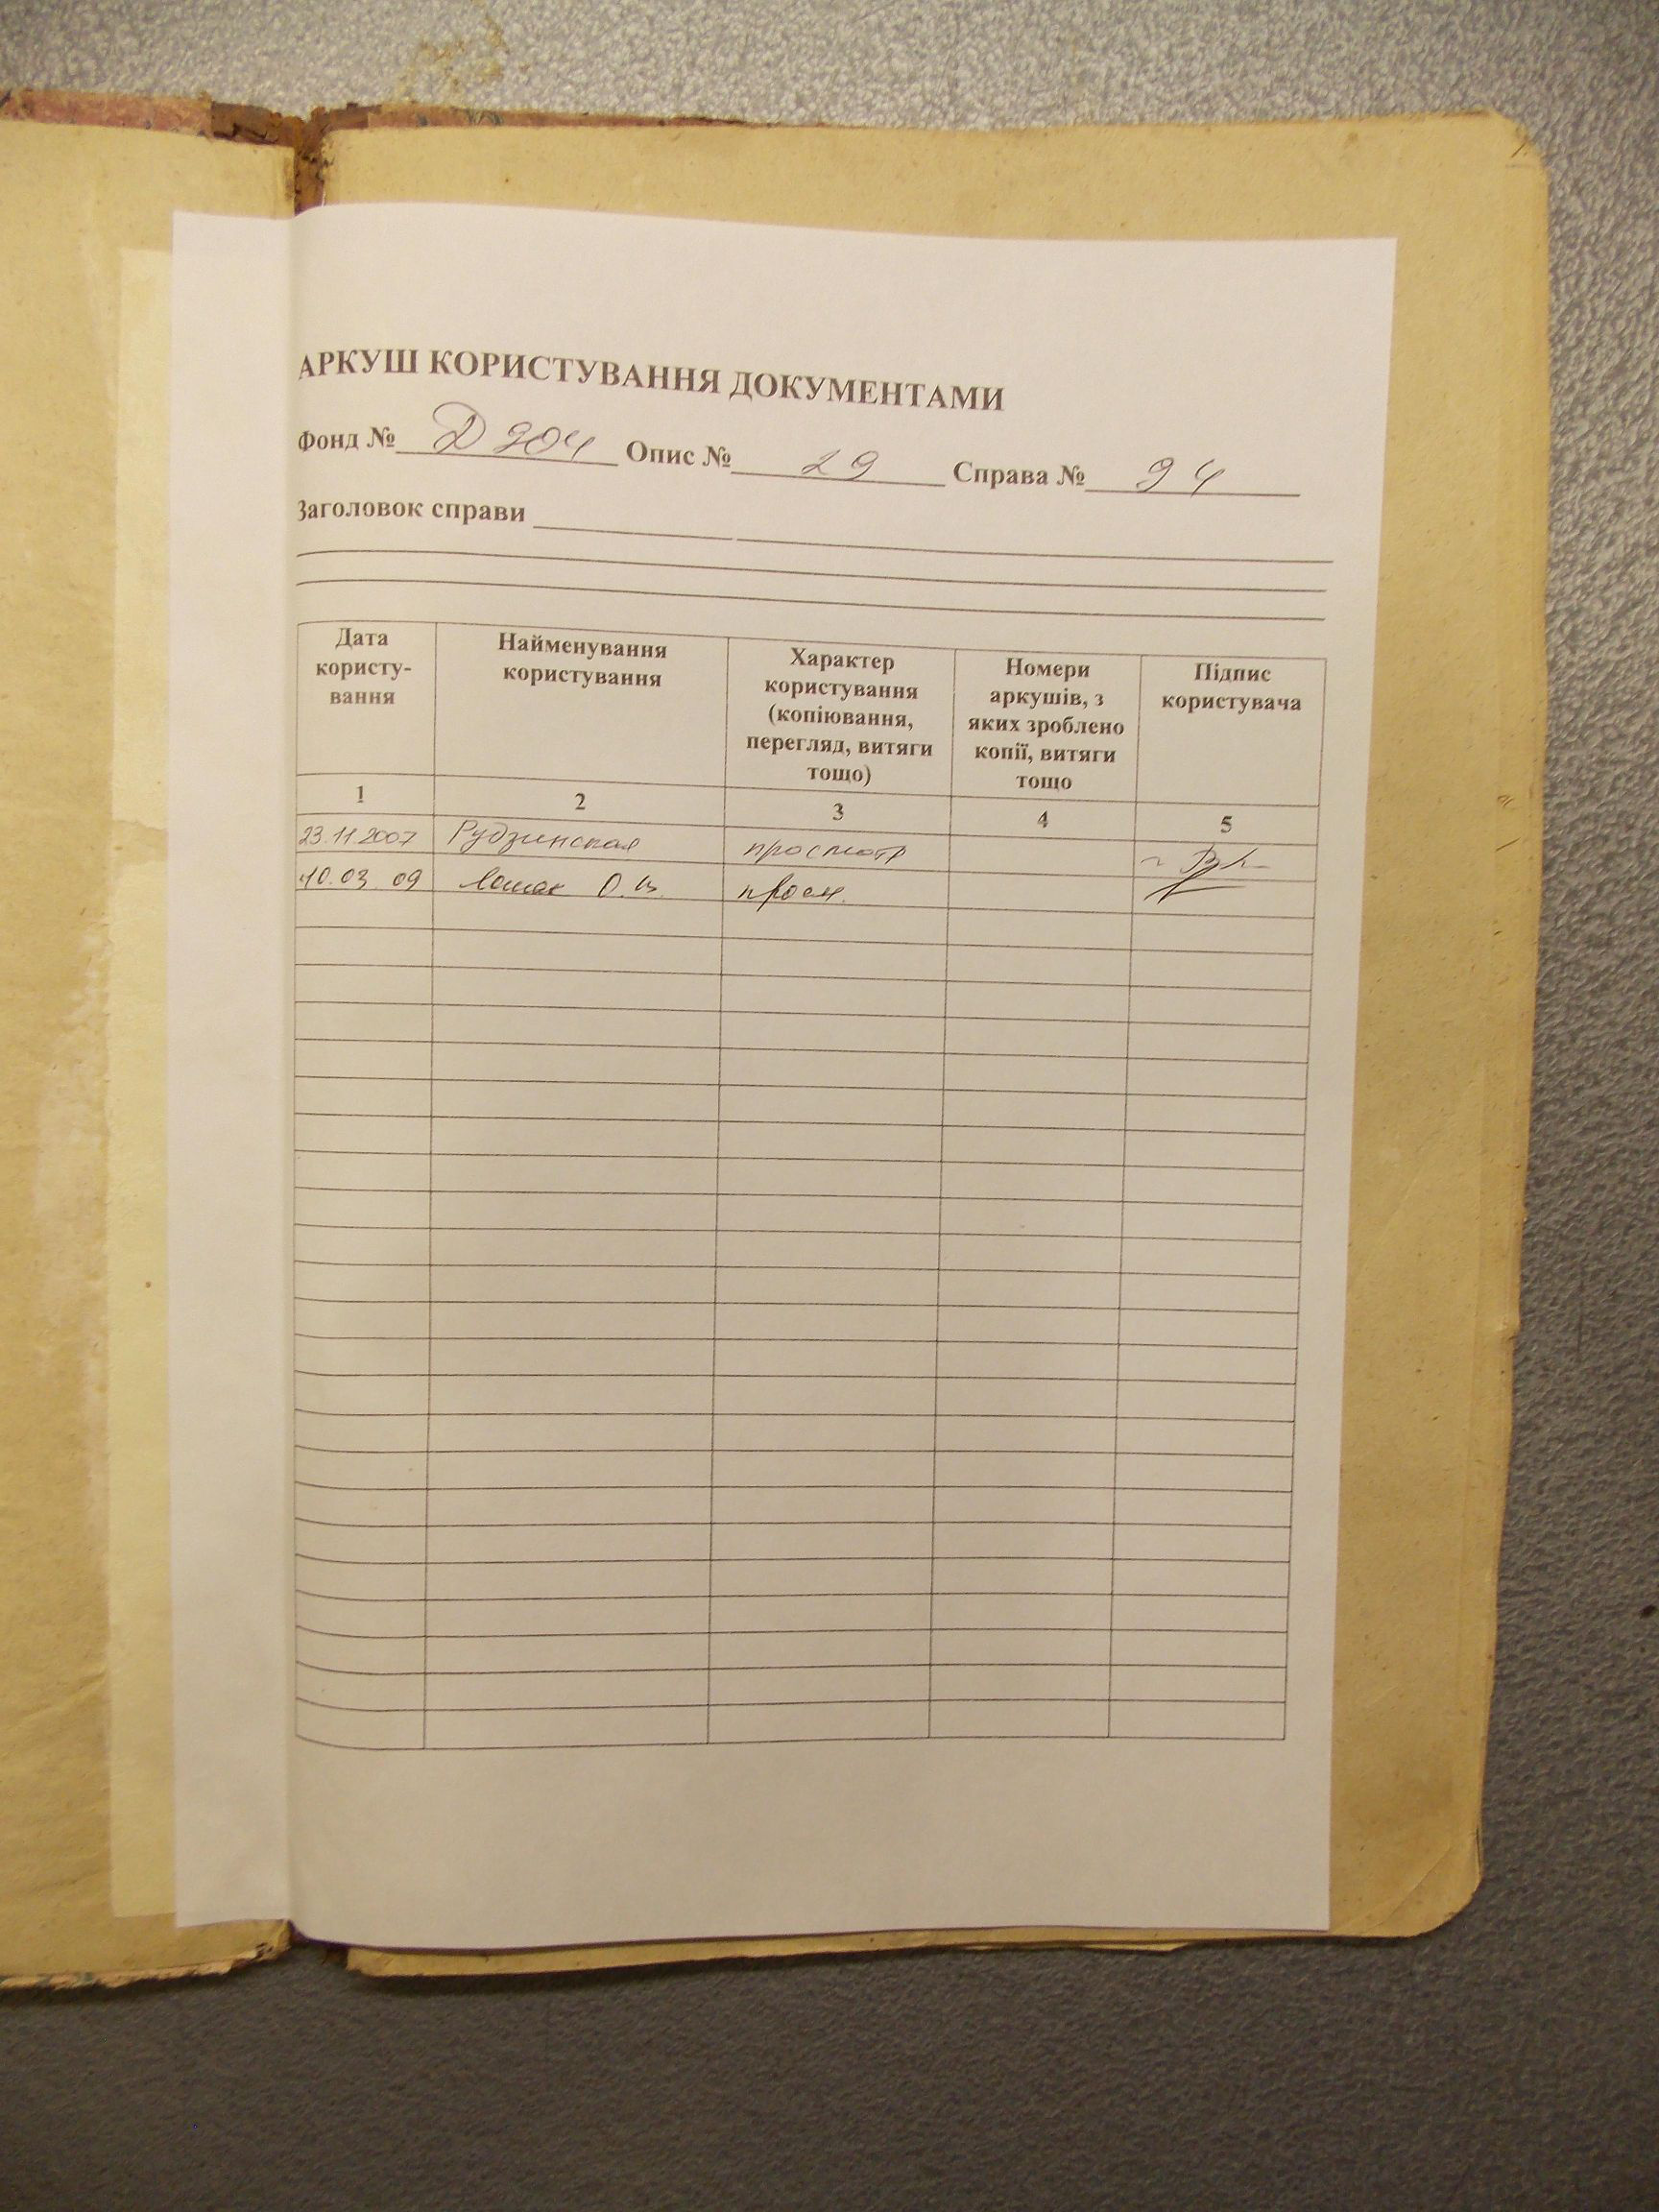 АРКУШ КОРИСТУВАННЯ ДОКУМЕНТАМИ
Фонд № Д 904 Опис № 19 Справа № 94
Заголовок справи
Дата користу-вання
Найменування користування
Характер користування (копіювання, перегляд, витяги тощо)
Номери аркушів, з яких зроблено копії, витяги тощо
Підпис користувача
1 2 3 4 5
23.11.2007 Рудзинская просмотр
10.03.09 О.В. просм.